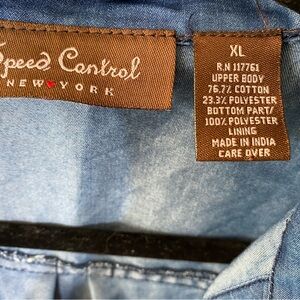 Speed Control
NEW♥YORK
XL
R.N 117761
UPPER BODY
76.7% COTTON
23.3% POLYESTER
BOTTOM PART/
100% POLYESTER
LINING
MADE IN INDIA
CARE OVER